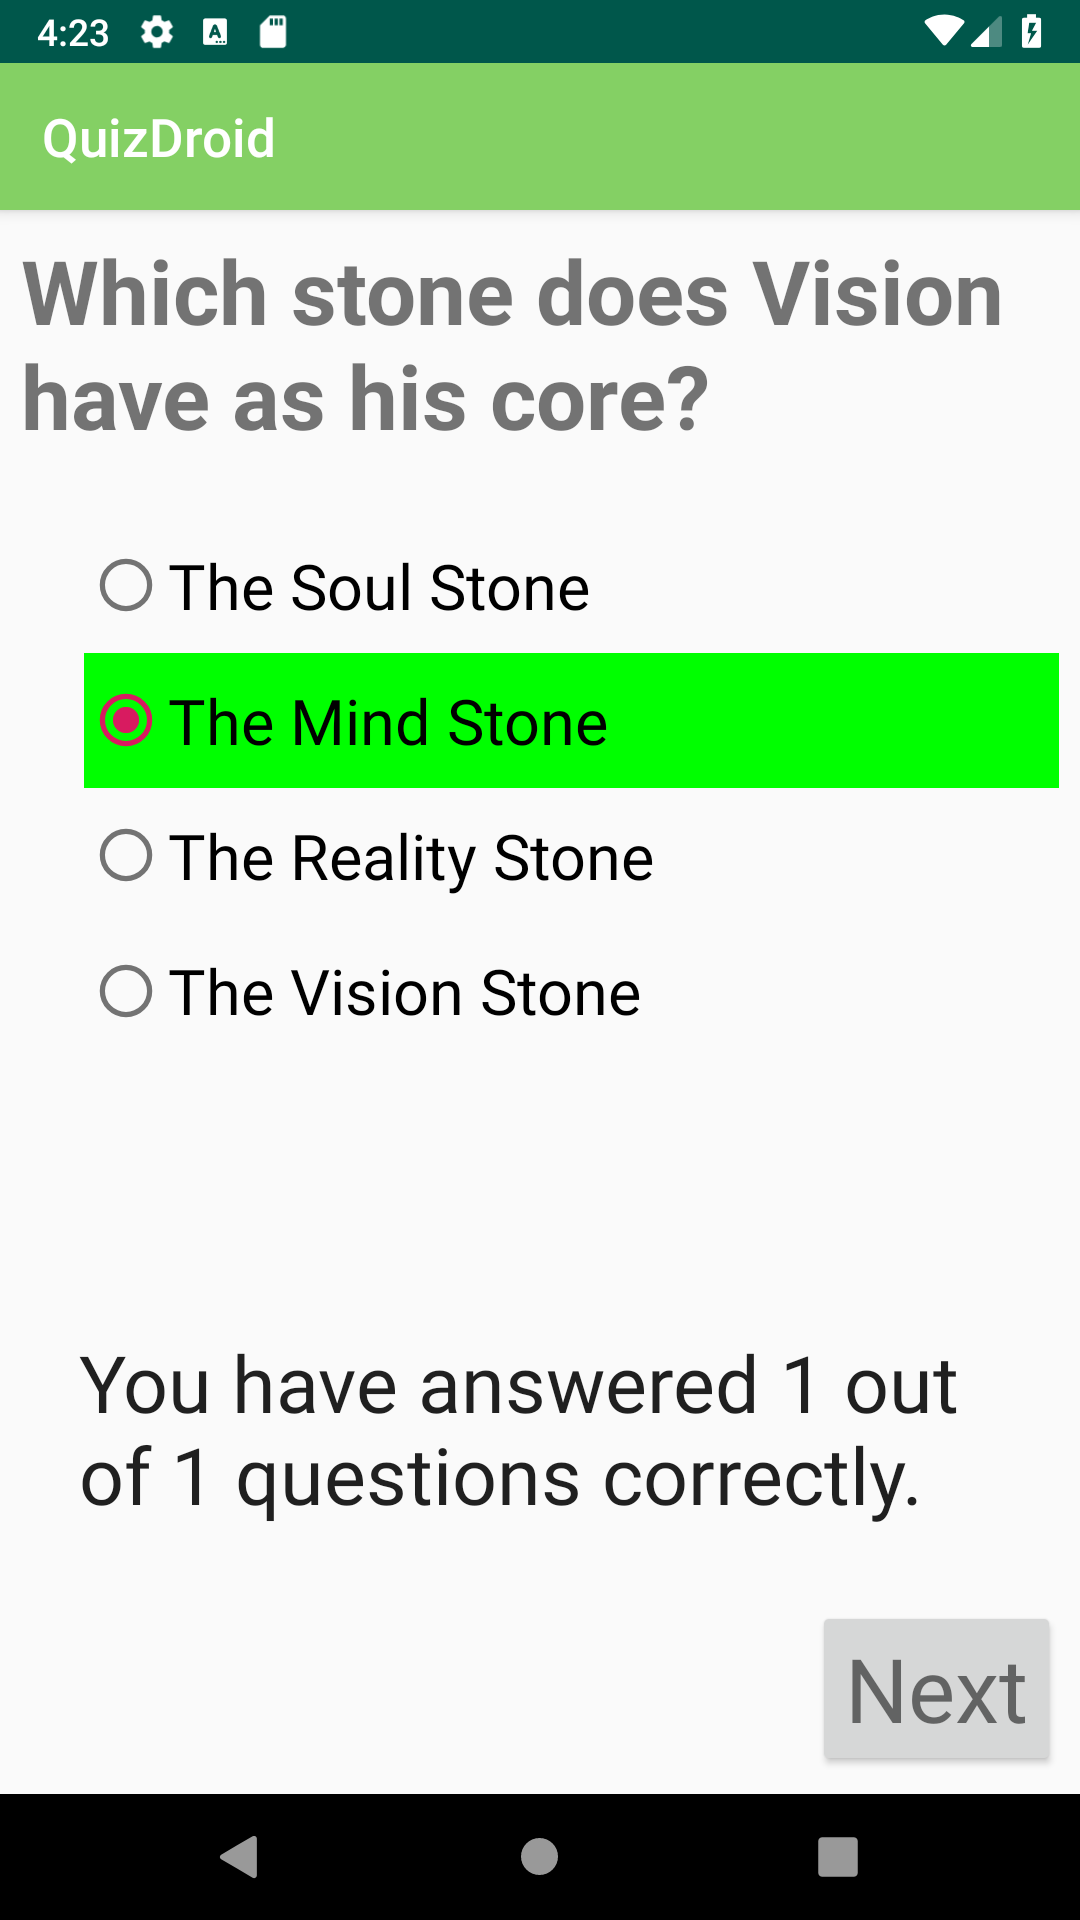 4:23
QuizDroid
Which stone does Vision
have as his core?
The Soul Stone
The Mind Stone
The Reality Stone
The Vision Stone
You have answered 1 out
of 1 questions correctly.
Next